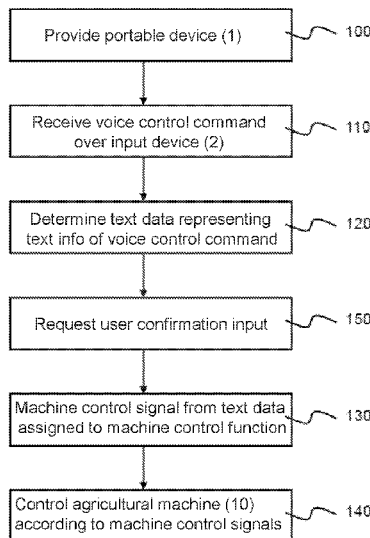 Provide portable device (1)
100
Receive voice control command
over input device (2)
110
Determine text data representing
text info of voice control command
120
Request user confirmation input
150
Machine control signal from text data
assigned to machine control function
130
Control agricultural machine (10)
according to machine control signals
140